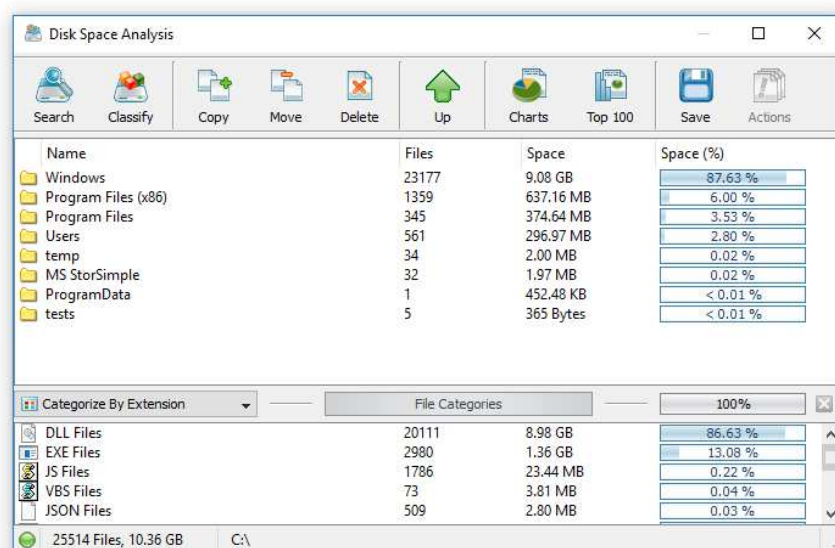 Disk Space Analysis
Search Classify Copy Move Delete Up Charts Top 100 Save Actions
Name Files Space Space (%)
Windows 23177 9.08 GB 87.63 %
Program Files (x86) 1359 637.16 MB 6.00 %
Program Files 345 374.64 MB 3.53 %
Users 561 296.97 MB 2.80 %
temp 34 2.00 MB 0.02 %
MS StorSimple 32 1.97 MB 0.02 %
ProgramData 1 452.48 KB < 0.01 %
tests 5 365 Bytes < 0.01 %
Categorize By Extension File Categories 100%
DLL Files 20111 8.98 GB 86.63 %
EXE Files 2980 1.36 GB 13.08 %
JS Files 1786 23.44 MB 0.22 %
VBS Files 73 3.81 MB 0.04 %
JSON Files 509 2.80 MB 0.03 %
25514 Files, 10.36 GB C:\